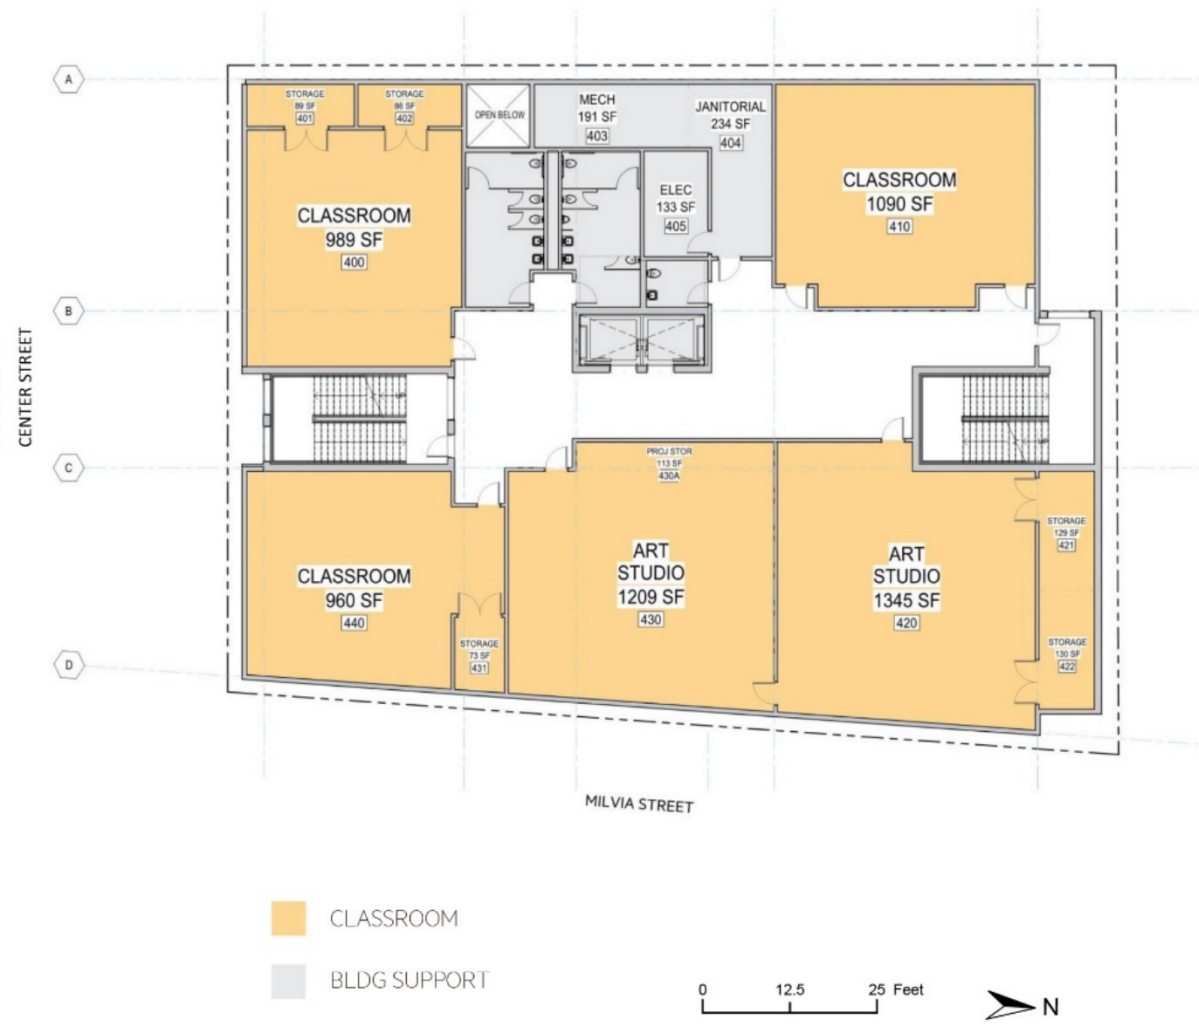 A
STORAGE
89 SF
401
STORAGE
86 SF
402
OPEN BELOW
MECH
191 SF
403
JANITORIAL
234 SF
404
CLASSROOM
989 SF
400
ELEC
133 SF
405
CLASSROOM
1090 SF
410
B
CENTER STREET
C
PROJ STOR
113 SF
430A
CLASSROOM
960 SF
440
STORAGE
73 SF
431
ART
STUDIO
1209 SF
430
ART
STUDIO
1345 SF
420
STORAGE
129 SF
421
STORAGE
130 SF
422
D
MILVIA STREET
CLASSROOM
BLDG SUPPORT
0 12.5 25 Feet
N